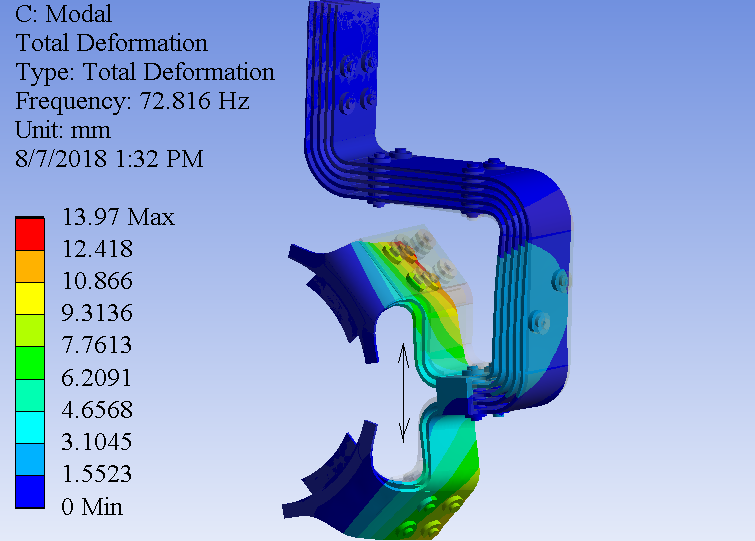 C: Modal
Total Deformation
Type: Total Deformation
Frequency: 72.816 Hz
Unit: mm
8/7/2018 1:32 PM
13.97 Max
12.418
10.866
9.3136
7.7613
6.2091
4.6568
3.1045
1.5523
0 Min